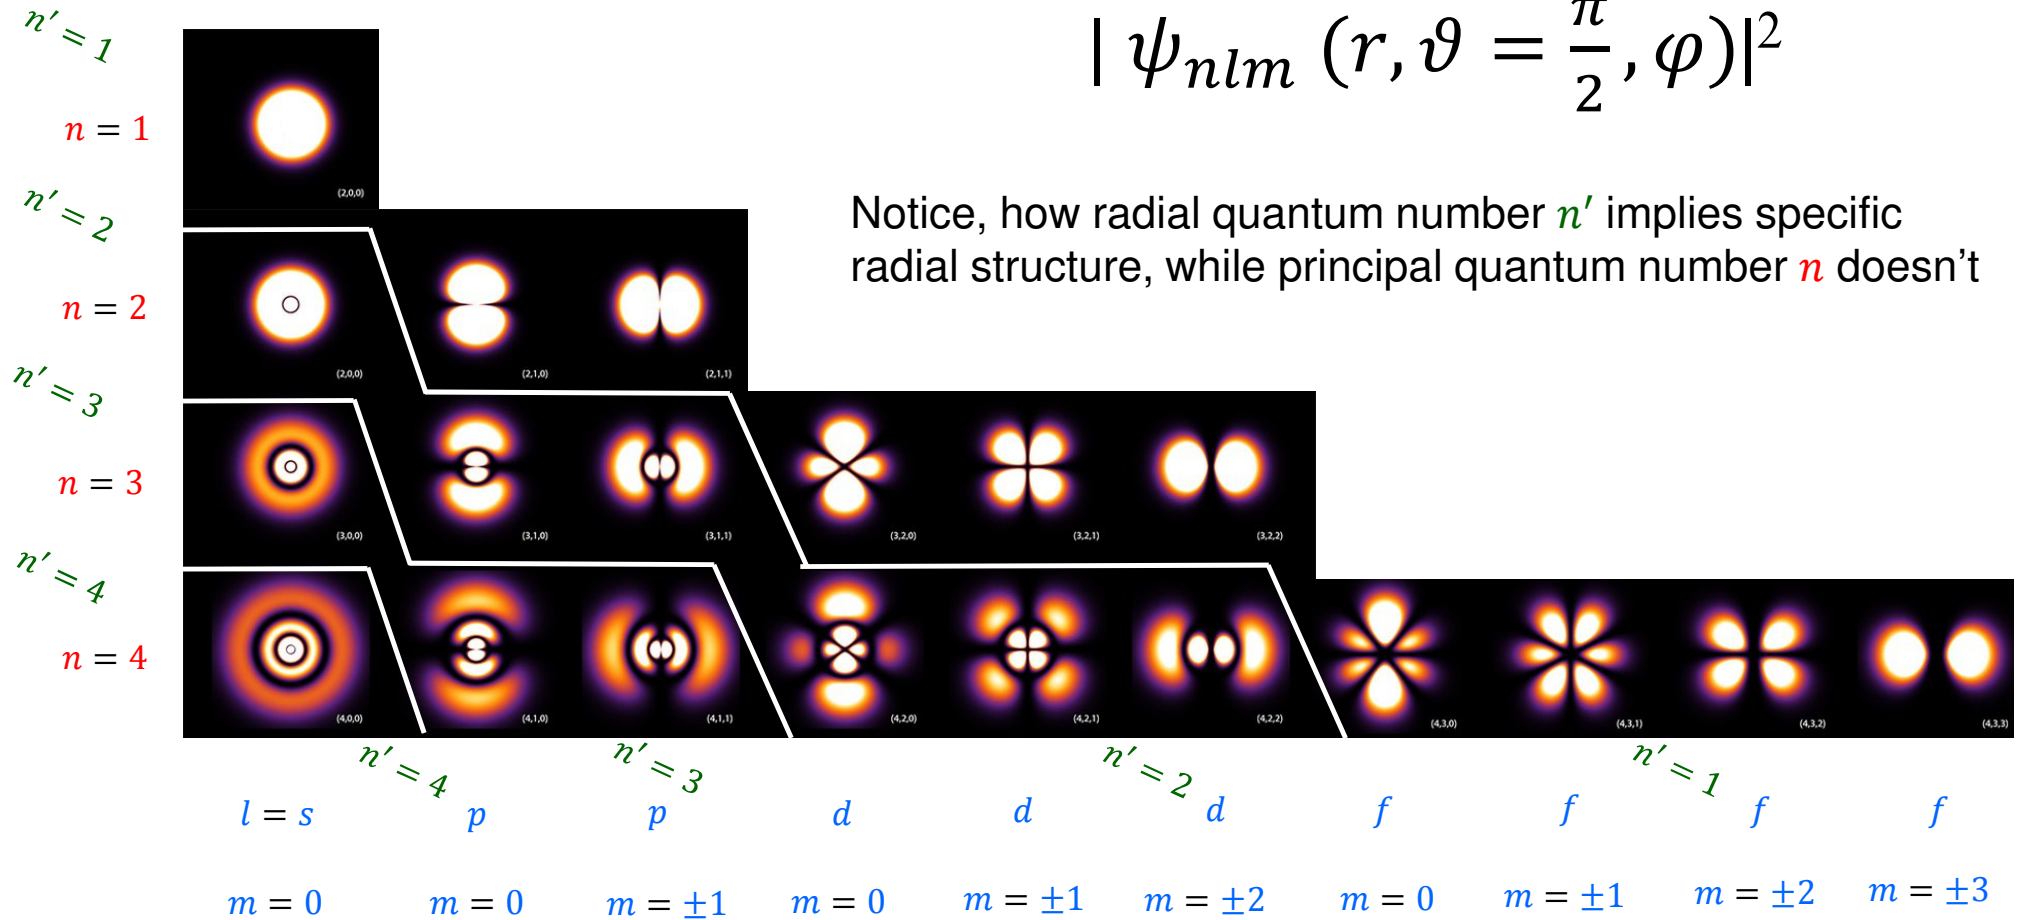 | ψnlm (r, ϑ = π/2, φ)|²
Notice, how radial quantum number n′ implies specific
radial structure, while principal quantum number n doesn't
n′ = 1
n = 1
(2,0,0)
n′ = 2
n = 2
(2,0,0) (2,1,0) (2,1,1)
n′ = 3
n = 3
(3,0,0) (3,1,0) (3,1,1) (3,2,0) (3,2,1) (3,2,2)
n′ = 4
n = 4
(4,0,0) (4,1,0) (4,1,1) (4,2,0) (4,2,1) (4,2,2) (4,3,0) (4,3,1) (4,3,2) (4,3,3)
n′ = 4 n′ = 3 n′ = 2 n′ = 1
l = s p p d d d f f f f
m = 0 m = 0 m = ±1 m = 0 m = ±1 m = ±2 m = 0 m = ±1 m = ±2 m = ±3